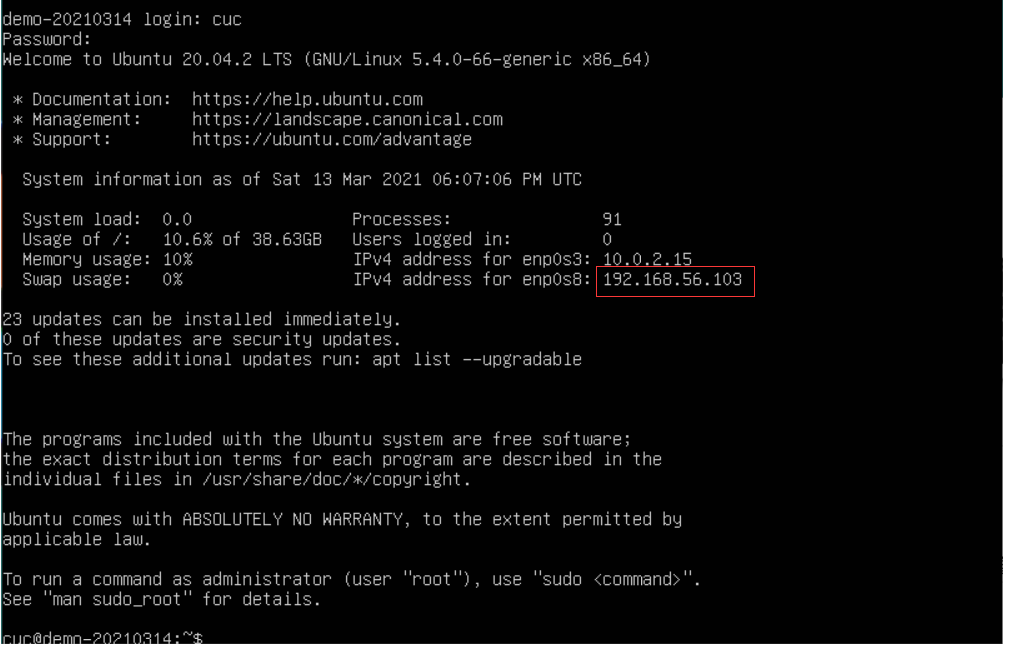 demo-20210314 login: cuc
Password:
Welcome to Ubuntu 20.04.2 LTS (GNU/Linux 5.4.0-66-generic x86_64)
* Documentation:  https://help.ubuntu.com
* Management:     https://landscape.canonical.com
* Support:        https://ubuntu.com/advantage
System information as of Sat 13 Mar 2021 06:07:06 PM UTC
System load:  0.0                Processes:               91
Usage of /:   10.6% of 38.63GB   Users logged in:         0
Memory usage: 10%                IPv4 address for enp0s3: 10.0.2.15
Swap usage:   0%                 IPv4 address for enp0s8: 192.168.56.103
23 updates can be installed immediately.
0 of these updates are security updates.
To see these additional updates run: apt list --upgradable
The programs included with the Ubuntu system are free software;
the exact distribution terms for each program are described in the
individual files in /usr/share/doc/*/copyright.
Ubuntu comes with ABSOLUTELY NO WARRANTY, to the extent permitted by
applicable law.
To run a command as administrator (user "root"), use "sudo <command>".
See "man sudo_root" for details.
cuc@demo-20210314:~$